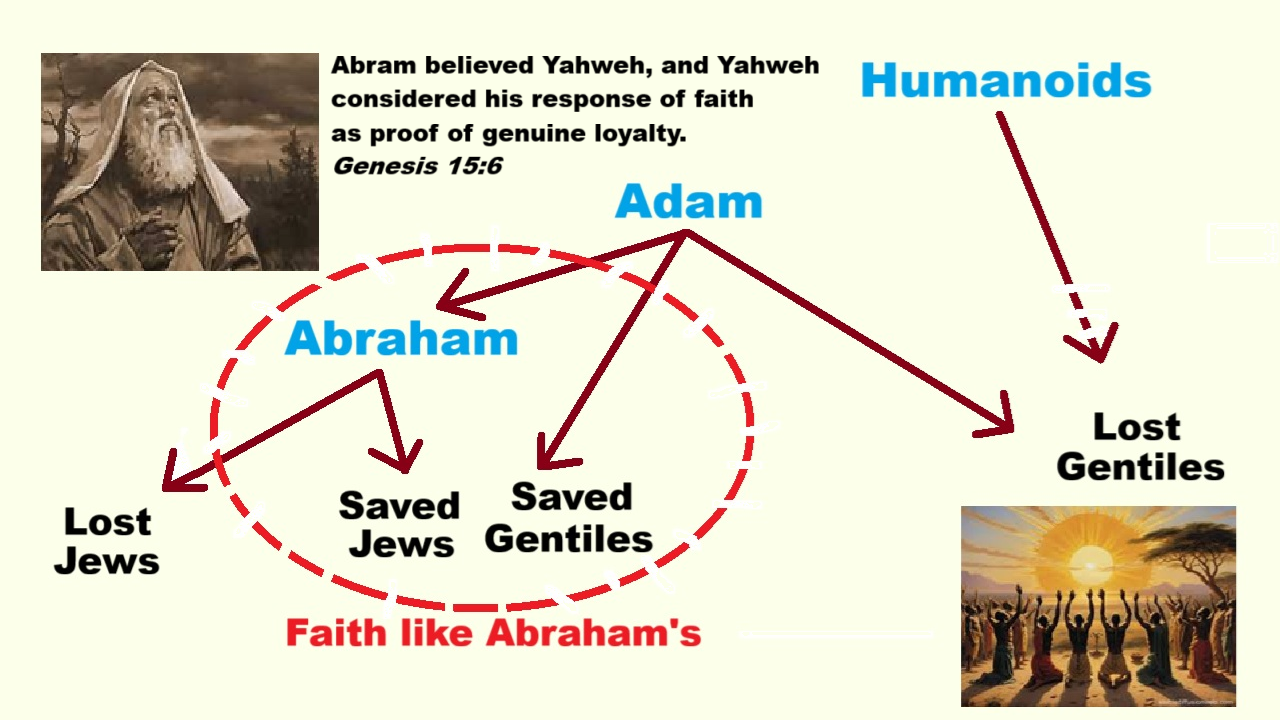 Abram believed Yahweh, and Yahweh
considered his response of faith
as proof of genuine loyalty.
Genesis 15:6
Humanoids
Adam
Abraham
Lost
Gentiles
Saved
Jews
Saved
Gentiles
Lost
Jews
Faith like Abraham's